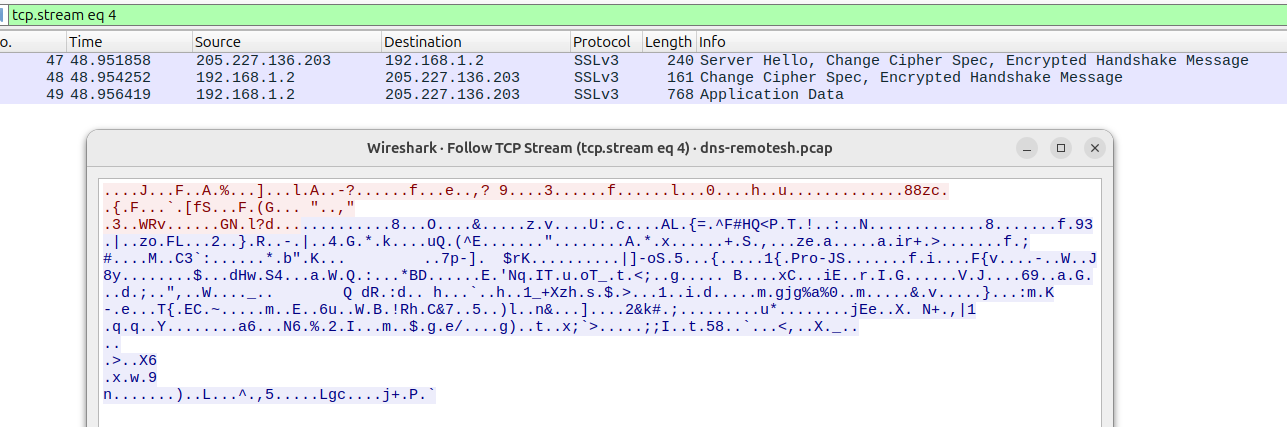 tcp.stream eq 4
o. Time Source Destination Protocol Length Info
47 48.951858 205.227.136.203 192.168.1.2 SSLv3 240 Server Hello, Change Cipher Spec, Encrypted Handshake Message
48 48.954252 192.168.1.2 205.227.136.203 SSLv3 161 Change Cipher Spec, Encrypted Handshake Message
49 48.956419 192.168.1.2 205.227.136.203 SSLv3 768 Application Data
Wireshark · Follow TCP Stream (tcp.stream eq 4) · dns-remotesh.pcap
....J...F..A.%...]...l.A..-?......f...e..,? 9....3......f......l...0....h..u.............88zc.
.{.F...`.[fS...F.(G... "..,"
.3..WRv......GN.l?d.............8...O....&.....z.v....U:.c....AL.{=.^F#HQ<P.T.!..:..N.............8.......f.93
.|..zo.FL...2..}.R..-.|..4.G.*.k....uQ.(^E......."........A.*.x......+.S.,...ze.a.....a.ir+.>.......f.;
#....M..C3`:......*.b".K... ..7p-]. $rK..........|]-oS.5...{.....1{.Pro-JS.......f.i....F{v....-..W..J
8y........$...dHw.S4...a.W.Q.:...*BD......E.'Nq.IT.u.oT_.t.<;..g..... B....xC...iE..r.I.G......V.J....69..a.G.
..d.;..",..W...._.. Q dR.:d.. h...`..h..1_+Xzh.s.$.>...1..i.d.....m.gjg%a%0..m.....&.v.....}...:m.K
-.e...T{.EC.~.....m..E..6u..W.B.!Rh.C&7..5..)l..n&...]....2&k#.;.........u*........jEe..X. N+.,|1
.q.q..Y........a6...N6.%.2.I...m..$.g.e/....g)..t..x;`>.....;;I..t.58..`...<,..X._..
..
.>..X6
.x.w.9
n.......)..L...^.,5.....Lgc....j+.P.`